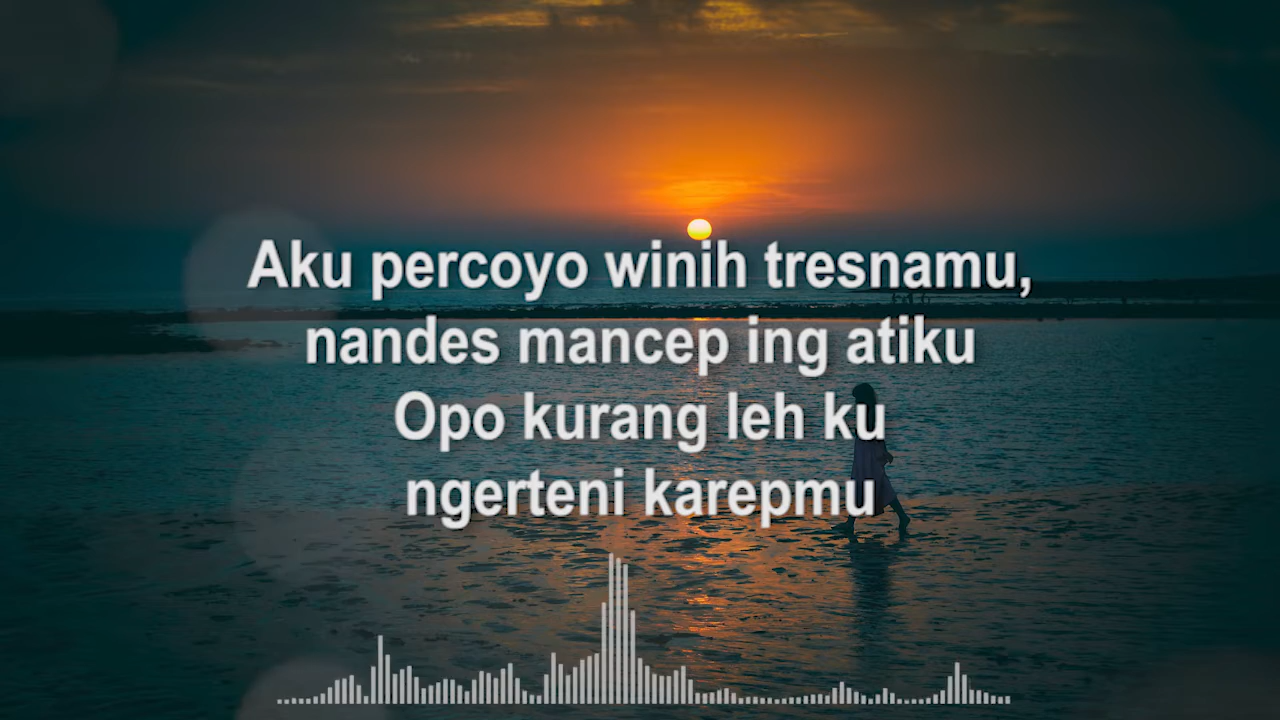 Aku percoyo winih tresnamu,
nandes mancep ing atiku
Opo kurang leh ku
ngerteni karepmu